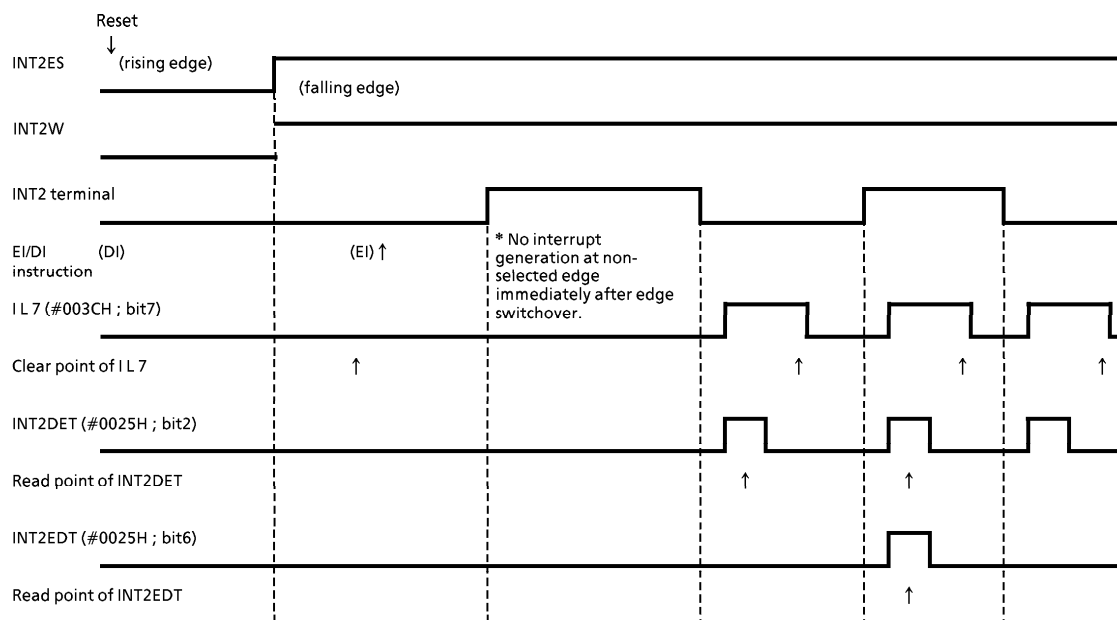 Reset
INT2ES
(rising edge)
(falling edge)
INT2W
INT2 terminal
EI/DI (DI) (EI)
instruction
* No interrupt
generation at non-
selected edge
immediately after edge
switchover.
I L 7 (#003CH ; bit7)
Clear point of I L 7
INT2DET (#0025H ; bit2)
Read point of INT2DET
INT2EDT (#0025H ; bit6)
Read point of INT2EDT